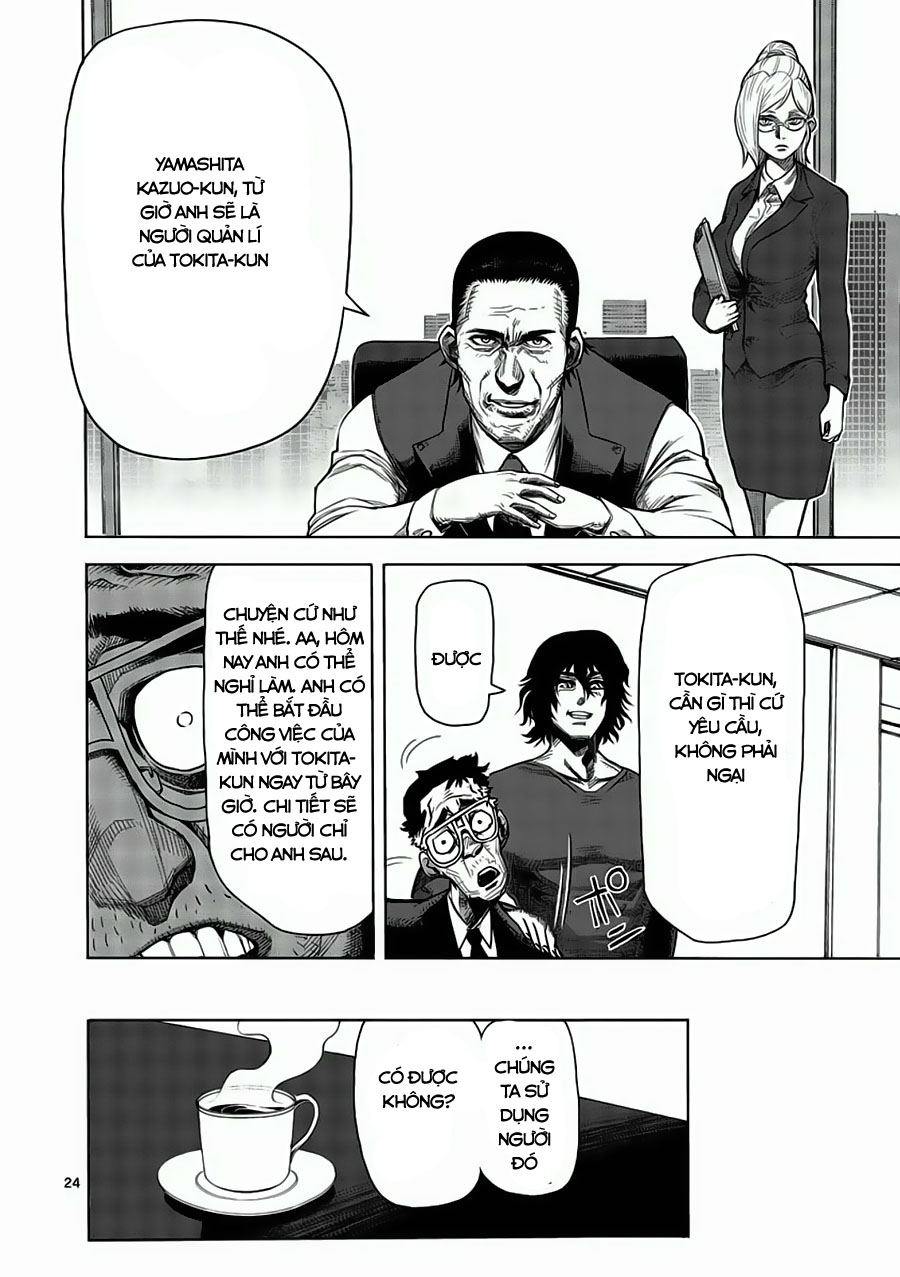 YAMASHITA
KAZUO-KUN, TỪ
GIỜ ANH SẼ LÀ
NGƯỜI QUẢN LÍ
CỦA TOKITA-KUN
TOKITA-KUN,
CẦN GÌ THÌ CỨ
YÊU CẦU,
KHÔNG PHẢI
NGẠI
ĐƯỢC
ポン
CHUYỆN CỨ NHƯ
THẾ NHÉ. AA, HÔM
NAY ANH CÓ THỂ
NGHỈ LÀM. ANH CÓ
THỂ BẮT ĐẦU
CÔNG VIỆC CỦA
MÌNH VỚI TOKITA-
KUN NGAY TỪ BÂY
GIỜ. CHI TIẾT SẼ
CÓ NGƯỜI CHỈ
CHO ANH SAU.
...
CHÚNG
TA SỬ
DỤNG
NGƯỜI
ĐÓ
CÓ ĐƯỢC
KHÔNG?
24